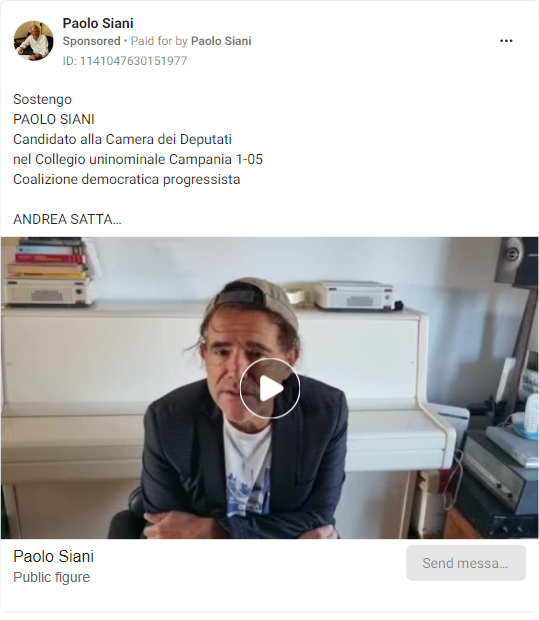 Paolo Siani
Sponsored • Paid for by Paolo Siani
ID: 1141047630151977
Sostengo
PAOLO SIANI
Candidato alla Camera dei Deputati
nel Collegio uninominale Campania 1-05
Coalizione democratica progressista
ANDREA SATTA...
Paolo Siani
Public figure
Send messa...